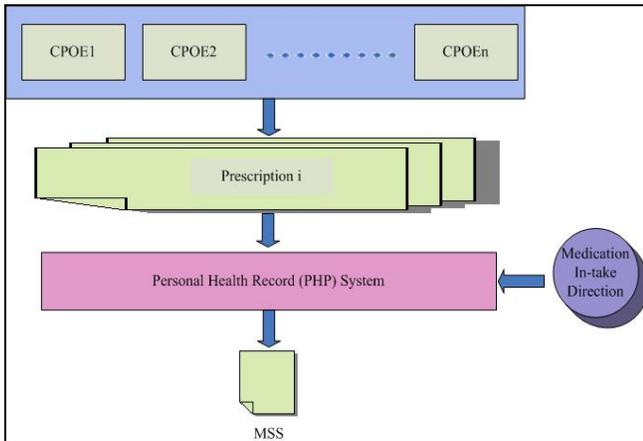 CPOE1 CPOE2 CPOEn
Prescription i
Personal Health Record (PHP) System
Medication
In-take
Direction
MSS